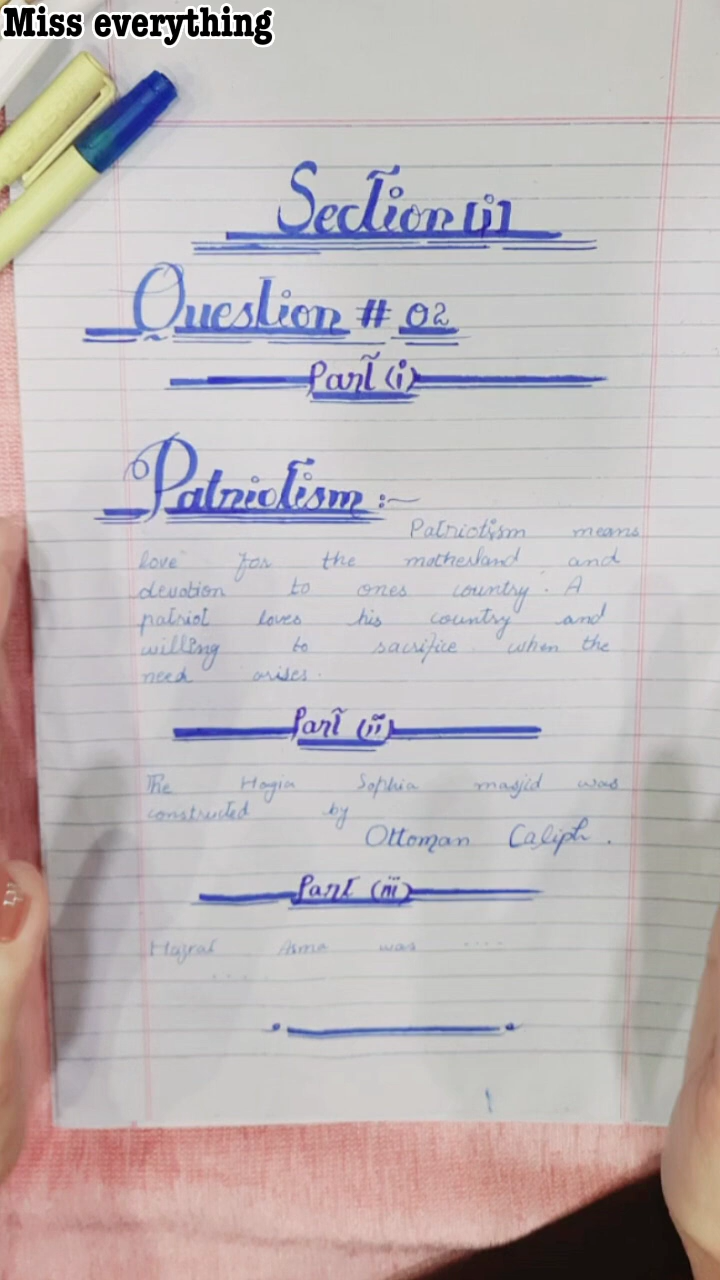 Miss everything
Section (i)
Question # 02
Part (i)
Patriotism :~
Patriotism means
love for the motherland and
devotion to ones country. A
patriot loves his country and
willing to sacrifice when the
need arises.
Part (ii)
The Hagia Sophia masjid was
constructed by
Ottoman Caliph.
Part (iii)
Hazrat Asma was ....
....